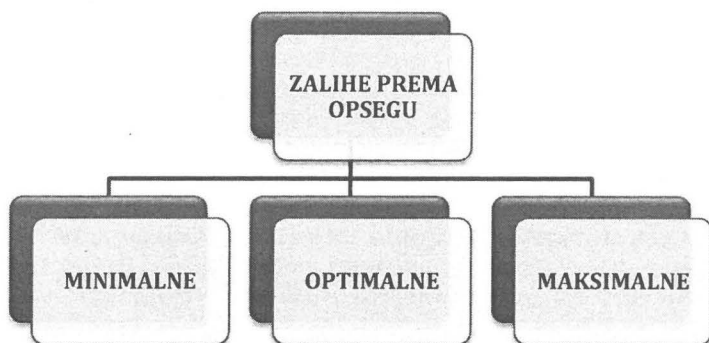 ZALIHE PREMA
OPSEGU
MINIMALNE
OPTIMALNE
MAKSIMALNE